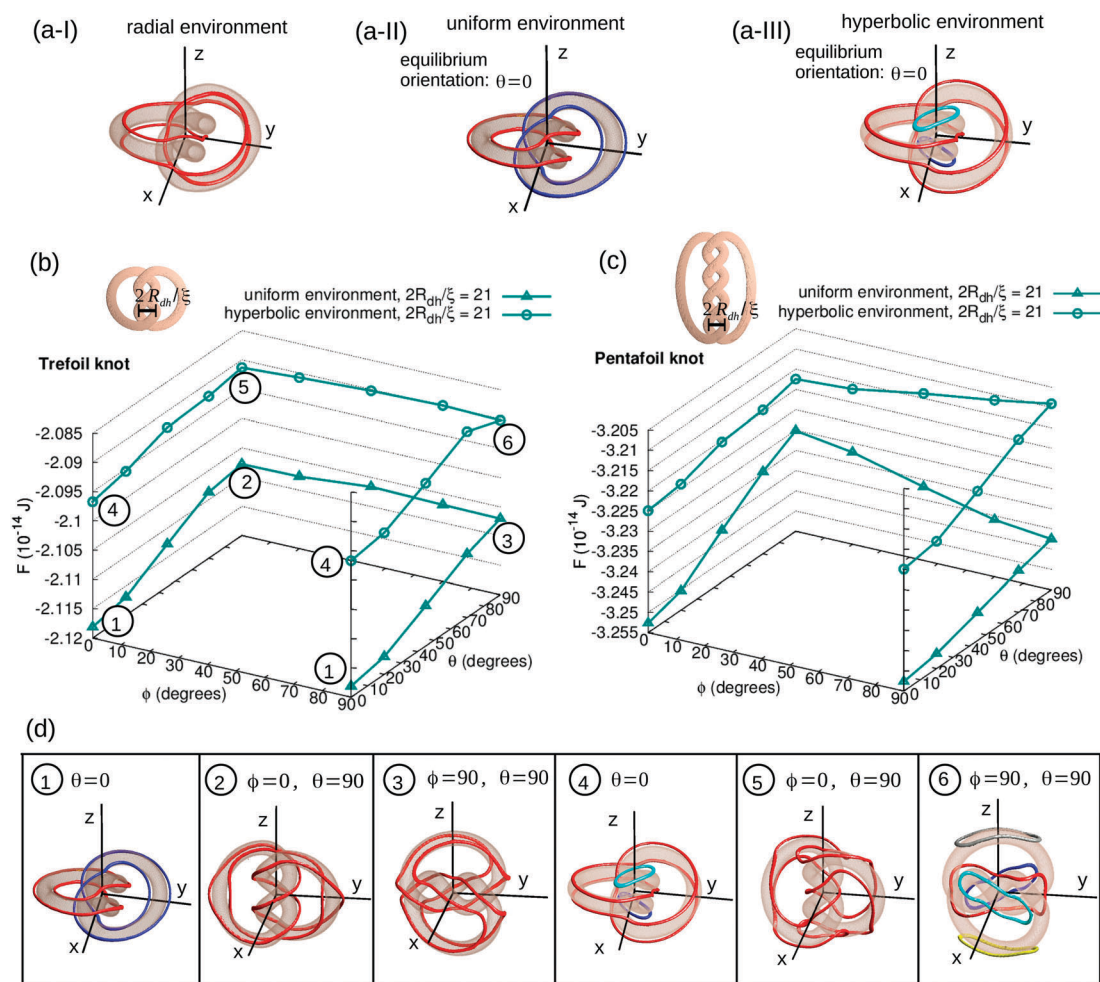 (a-I)
radial environment
z
y
x
(a-II)
uniform environment
equilibrium
orientation: θ=0
z
y
x
(a-III)
hyperbolic environment
equilibrium
orientation: θ=0
z
y
x
(b)
2 R_dh/ξ
uniform environment, 2R_dh/ξ = 21
hyperbolic environment, 2R_dh/ξ = 21
Trefoil knot
F (10^-14 J)
-2.085
-2.09
-2.095
-2.1
-2.105
-2.11
-2.115
-2.12
0
10
20
30
40
50
60
70
80
90
ϕ (degrees)
0
10
20
30
40
50
60
70
80
90
θ (degrees)
1
2
3
4
5
6
4
1
(c)
2 R_dh/ξ
uniform environment, 2R_dh/ξ = 21
hyperbolic environment, 2R_dh/ξ = 21
Pentafoil knot
F (10^-14 J)
-3.205
-3.21
-3.215
-3.22
-3.225
-3.23
-3.235
-3.24
-3.245
-3.25
-3.255
0
10
20
30
40
50
60
70
80
90
ϕ (degrees)
0
10
20
30
40
50
60
70
80
90
θ (degrees)
(d)
1 θ=0
z
y
x
2 ϕ=0, θ=90
z
y
x
3 ϕ=90, θ=90
z
y
x
4 θ=0
z
y
x
5 ϕ=0, θ=90
z
y
x
6 ϕ=90, θ=90
z
y
x